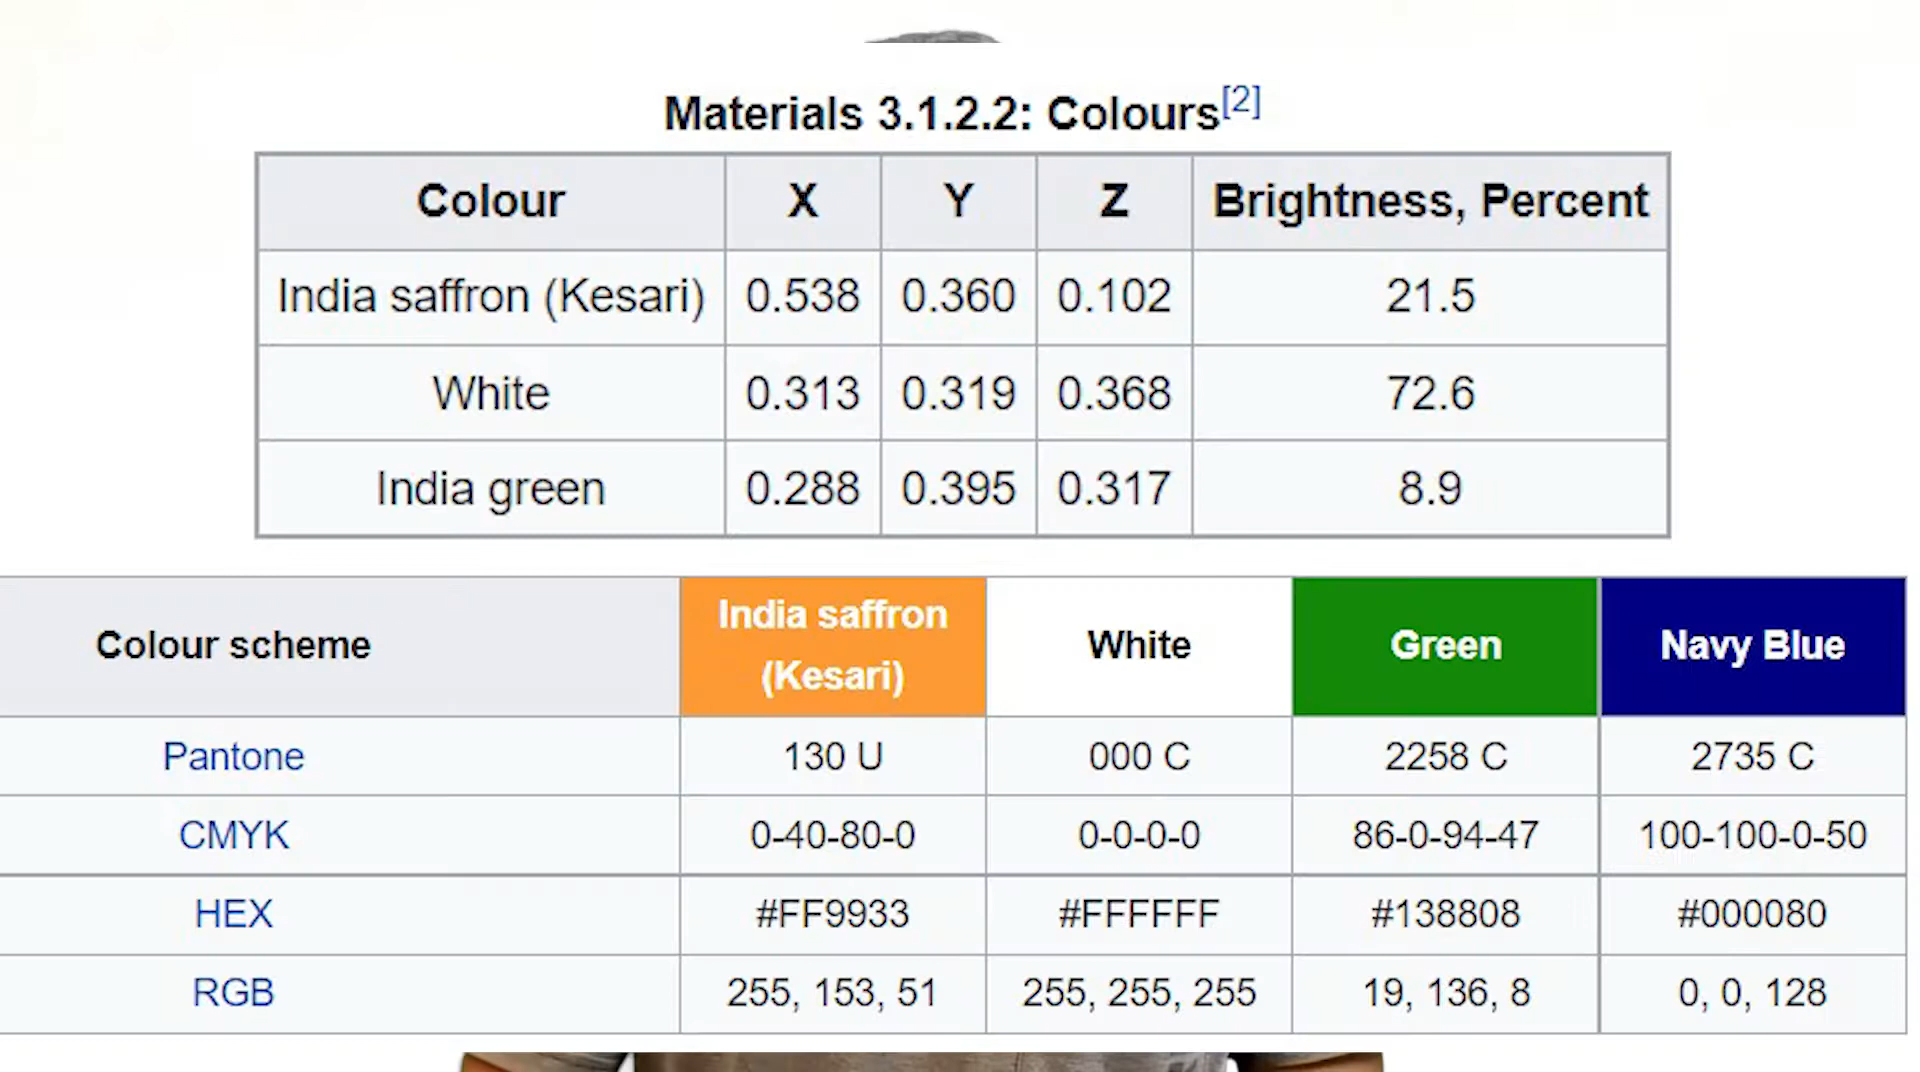 Materials 3.1.2.2: Colours[2]
Colour X Y Z Brightness, Percent
India saffron (Kesari) 0.538 0.360 0.102 21.5
White 0.313 0.319 0.368 72.6
India green 0.288 0.395 0.317 8.9
Colour scheme India saffron (Kesari) White Green Navy Blue
Pantone 130 U 000 C 2258 C 2735 C
CMYK 0-40-80-0 0-0-0-0 86-0-94-47 100-100-0-50
HEX #FF9933 #FFFFFF #138808 #000080
RGB 255, 153, 51 255, 255, 255 19, 136, 8 0, 0, 128